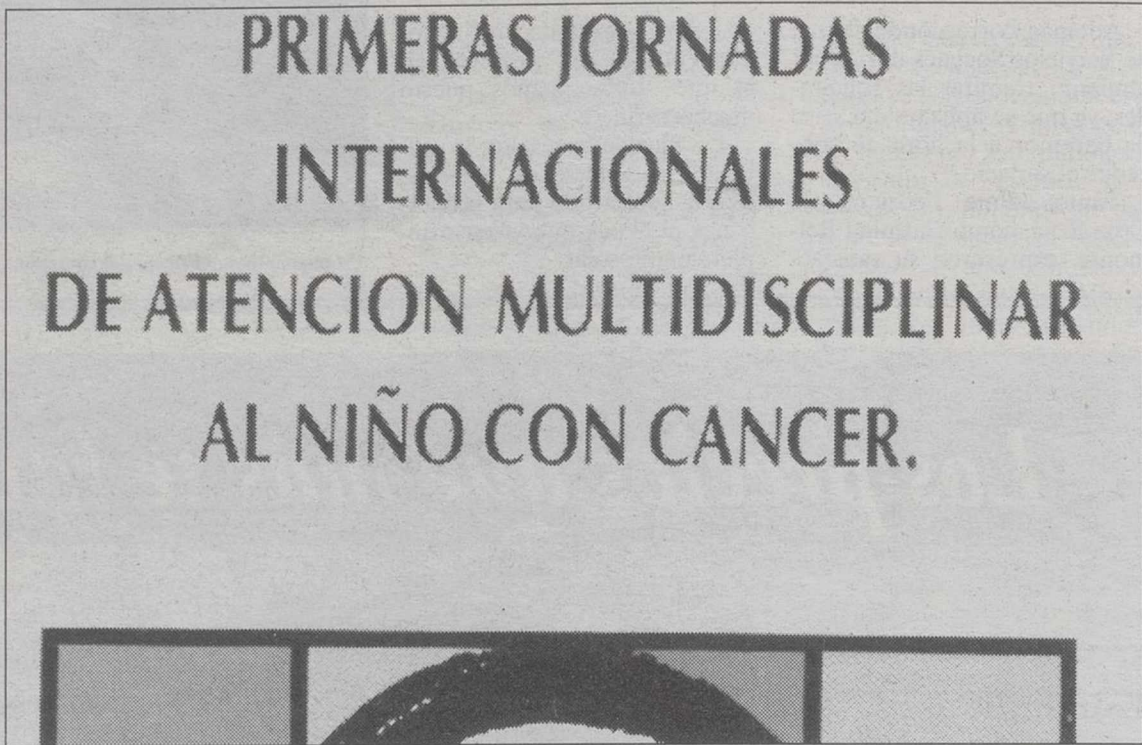 PRIMERAS JORNADAS
INTERNACIONALES
DE ATENCION MULTIDISCIPLINAR
AL NIÑO CON CANCER.